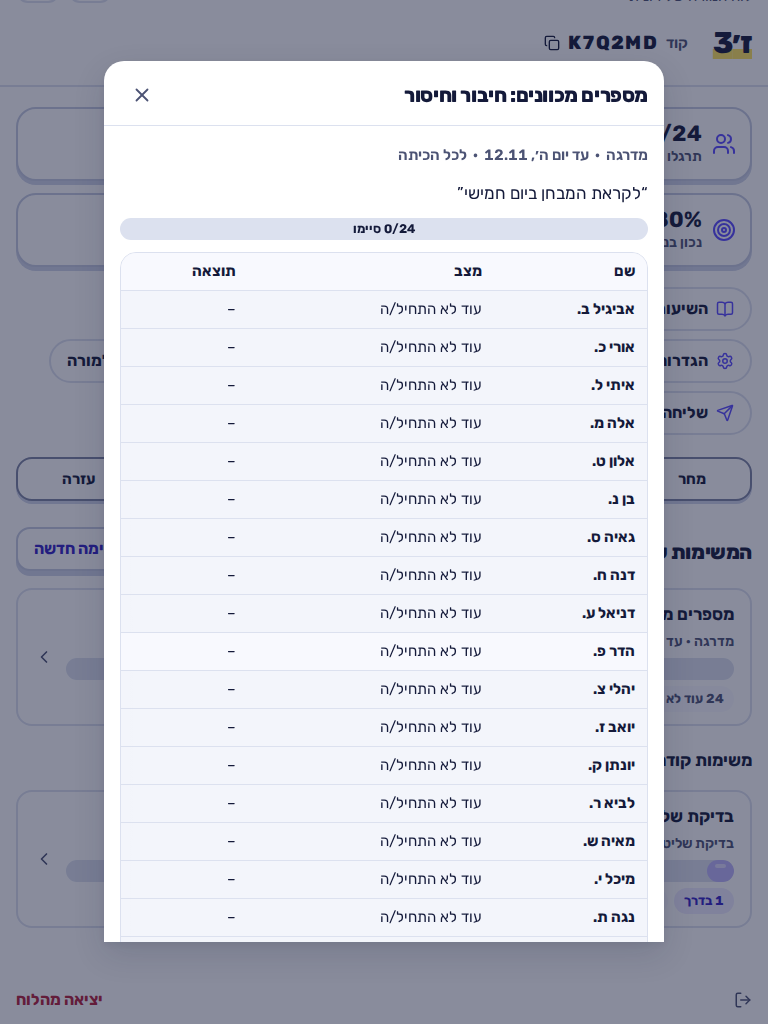 ז׳3 קוד K7Q2MD
מספרים מכוונים: חיבור וחיסור
מדרגה • עד יום ה׳, 12.11 • לכל הכיתה
"לקראת המבחן ביום חמישי"
0/24 סיימו
שם מצב תוצאה
אביגיל ב. עוד לא התחיל/ה –
אורי כ. עוד לא התחיל/ה –
איתי ל. עוד לא התחיל/ה –
אלה מ. עוד לא התחיל/ה –
אלון ט. עוד לא התחיל/ה –
בן נ. עוד לא התחיל/ה –
גאיה ס. עוד לא התחיל/ה –
דנה ח. עוד לא התחיל/ה –
דניאל ע. עוד לא התחיל/ה –
הדר פ. עוד לא התחיל/ה –
יהלי צ. עוד לא התחיל/ה –
יואב ז. עוד לא התחיל/ה –
יונתן ק. עוד לא התחיל/ה –
לביא ר. עוד לא התחיל/ה –
מאיה ש. עוד לא התחיל/ה –
מיכל י. עוד לא התחיל/ה –
נגה ת. עוד לא התחיל/ה –
/24
תרגלו
80%
נכון
השיעור
הגדרות
למורה
שליחה
מחר
עזרה
המשימות
ימה חדשה
מספרים
מדרגה • עד
24 עוד לא
משימות
בדיקת
בדיקת
1 בדרך
יציאה מהלוח